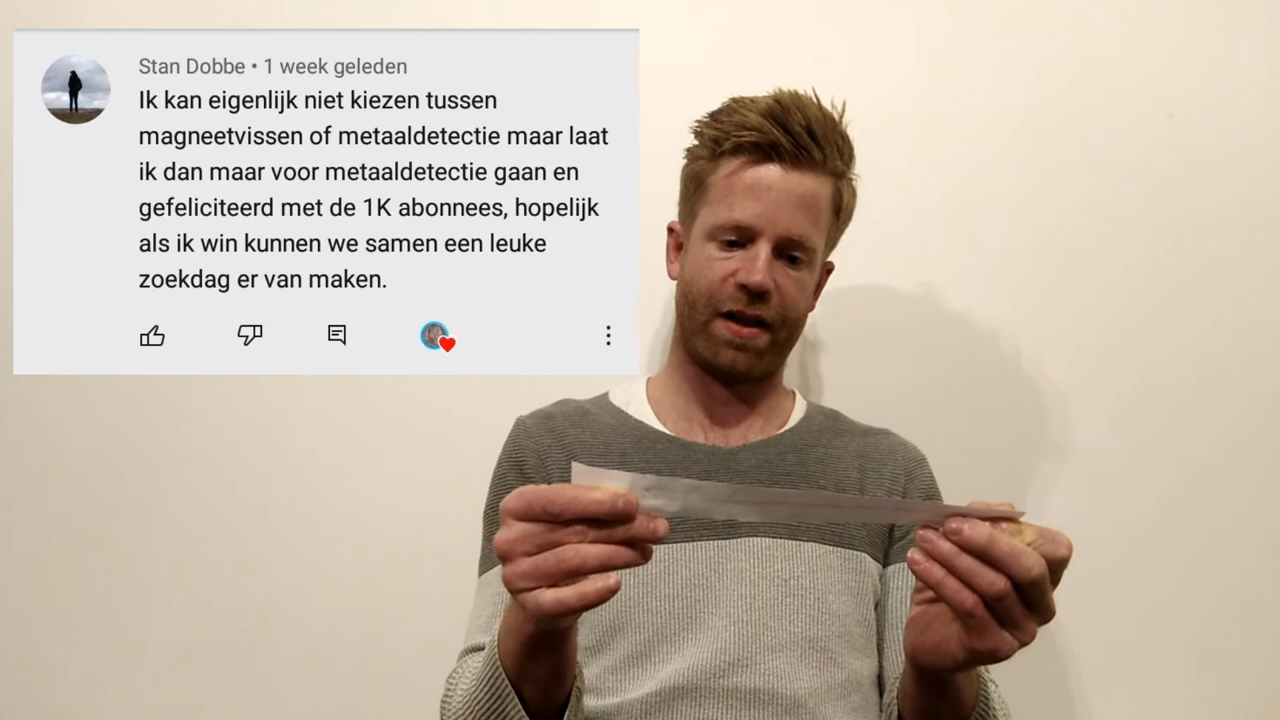 Stan Dobbe • 1 week geleden
Ik kan eigenlijk niet kiezen tussen
magneetvissen of metaaldetectie maar laat
ik dan maar voor metaaldetectie gaan en
gefeliciteerd met de 1K abonnees, hopelijk
als ik win kunnen we samen een leuke
zoekdag er van maken.